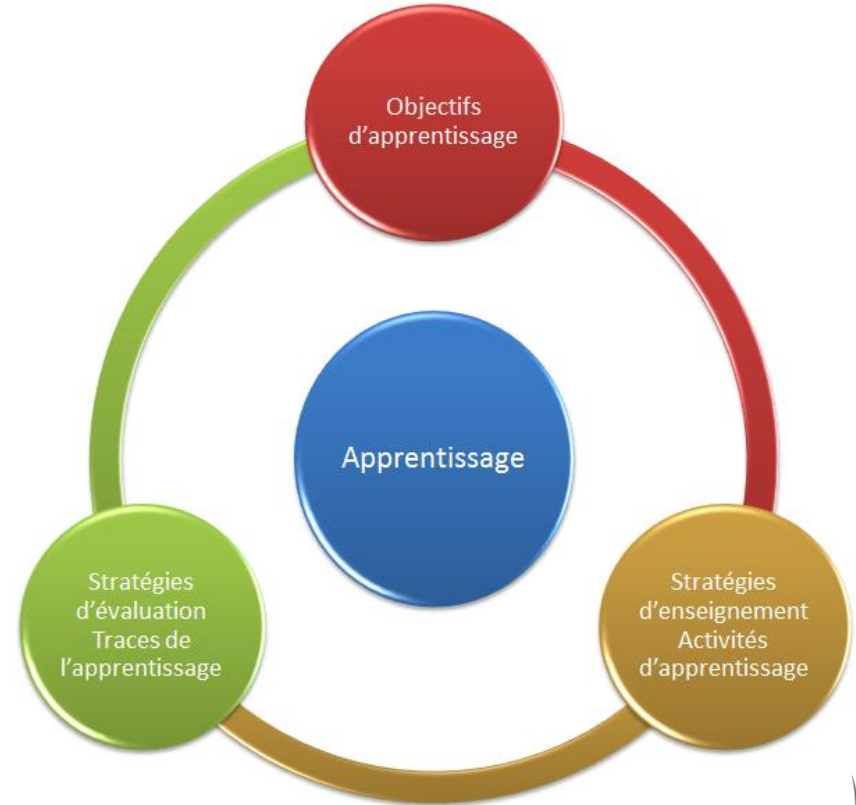 Objectifs
d’apprentissage
Apprentissage
Stratégies
d’évaluation
Traces de
l’apprentissage
Stratégies
d’enseignement
Activités
d’apprentissage